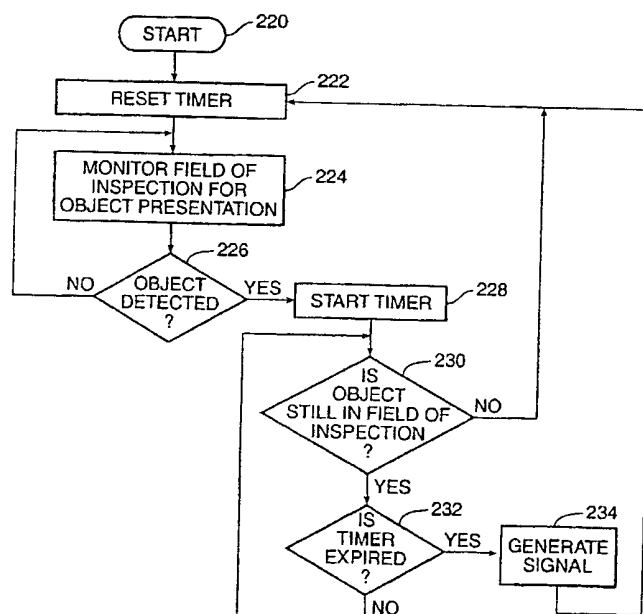 START
220
222
RESET TIMER
MONITOR FIELD OF
INSPECTION FOR
OBJECT PRESENTATION
224
226
NO
OBJECT
DETECTED
?
YES
START TIMER
228
230
IS
OBJECT
STILL IN FIELD OF
INSPECTION
?
NO
YES
232
IS
TIMER
EXPIRED
?
YES
234
GENERATE
SIGNAL
NO